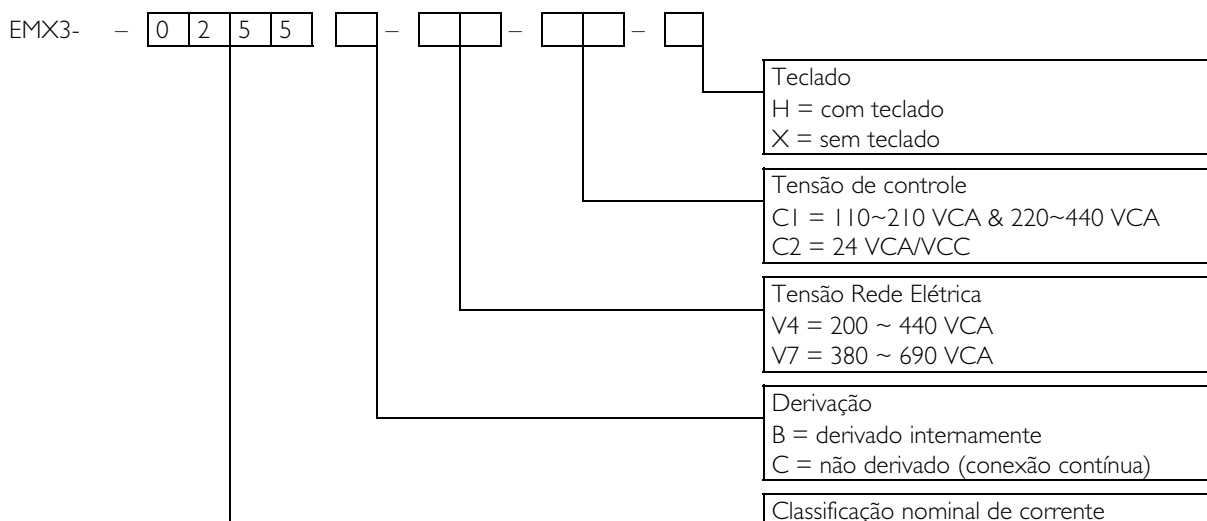 EMX3- – 0 2 5 5 – – –
Teclado
H = com teclado
X = sem teclado
Tensão de controle
C1 = 110~210 VCA & 220~440 VCA
C2 = 24 VCA/VCC
Tensão Rede Elétrica
V4 = 200 ~ 440 VCA
V7 = 380 ~ 690 VCA
Derivação
B = derivado internamente
C = não derivado (conexão contínua)
Classificação nominal de corrente